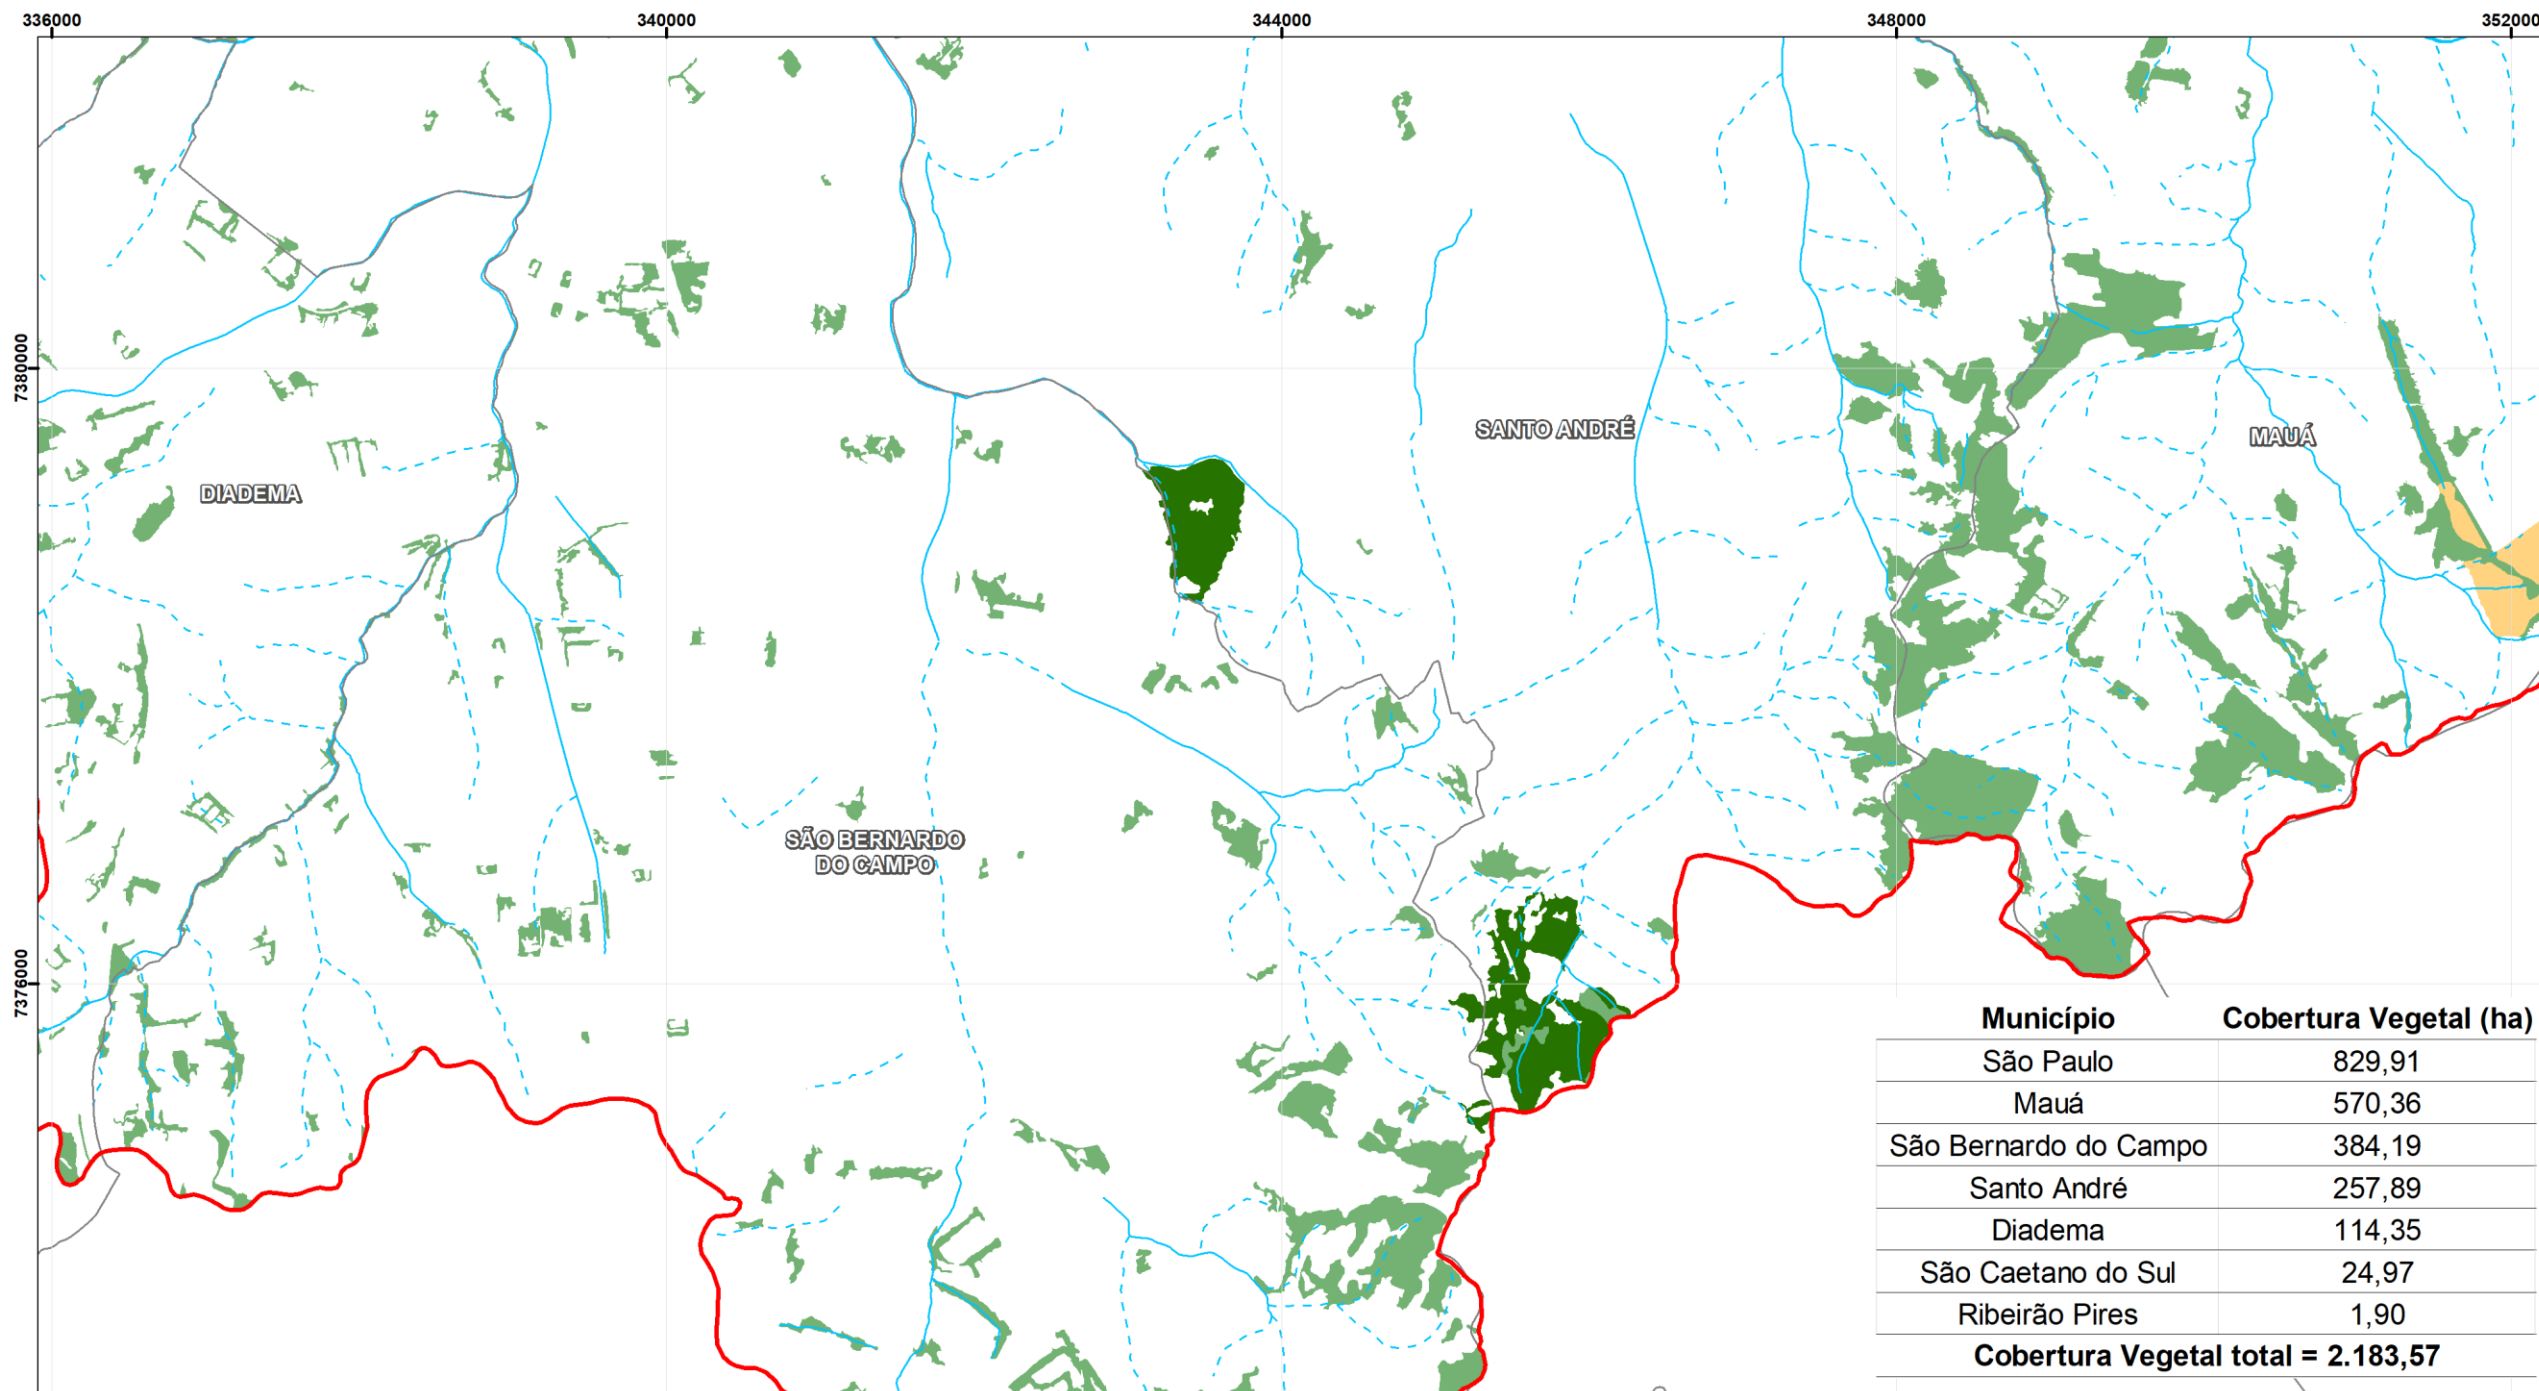 336000 340000 344000 348000 352000
7380000
SANTO ANDRÉ
MAUÁ
DIADEMA
SÃO BERNARDO
DO CAMPO
7376000
Município Cobertura Vegetal (ha)
São Paulo 829,91
Mauá 570,36
São Bernardo do Campo 384,19
Santo André 257,89
Diadema 114,35
São Caetano do Sul 24,97
Ribeirão Pires 1,90
Cobertura Vegetal total = 2.183,57